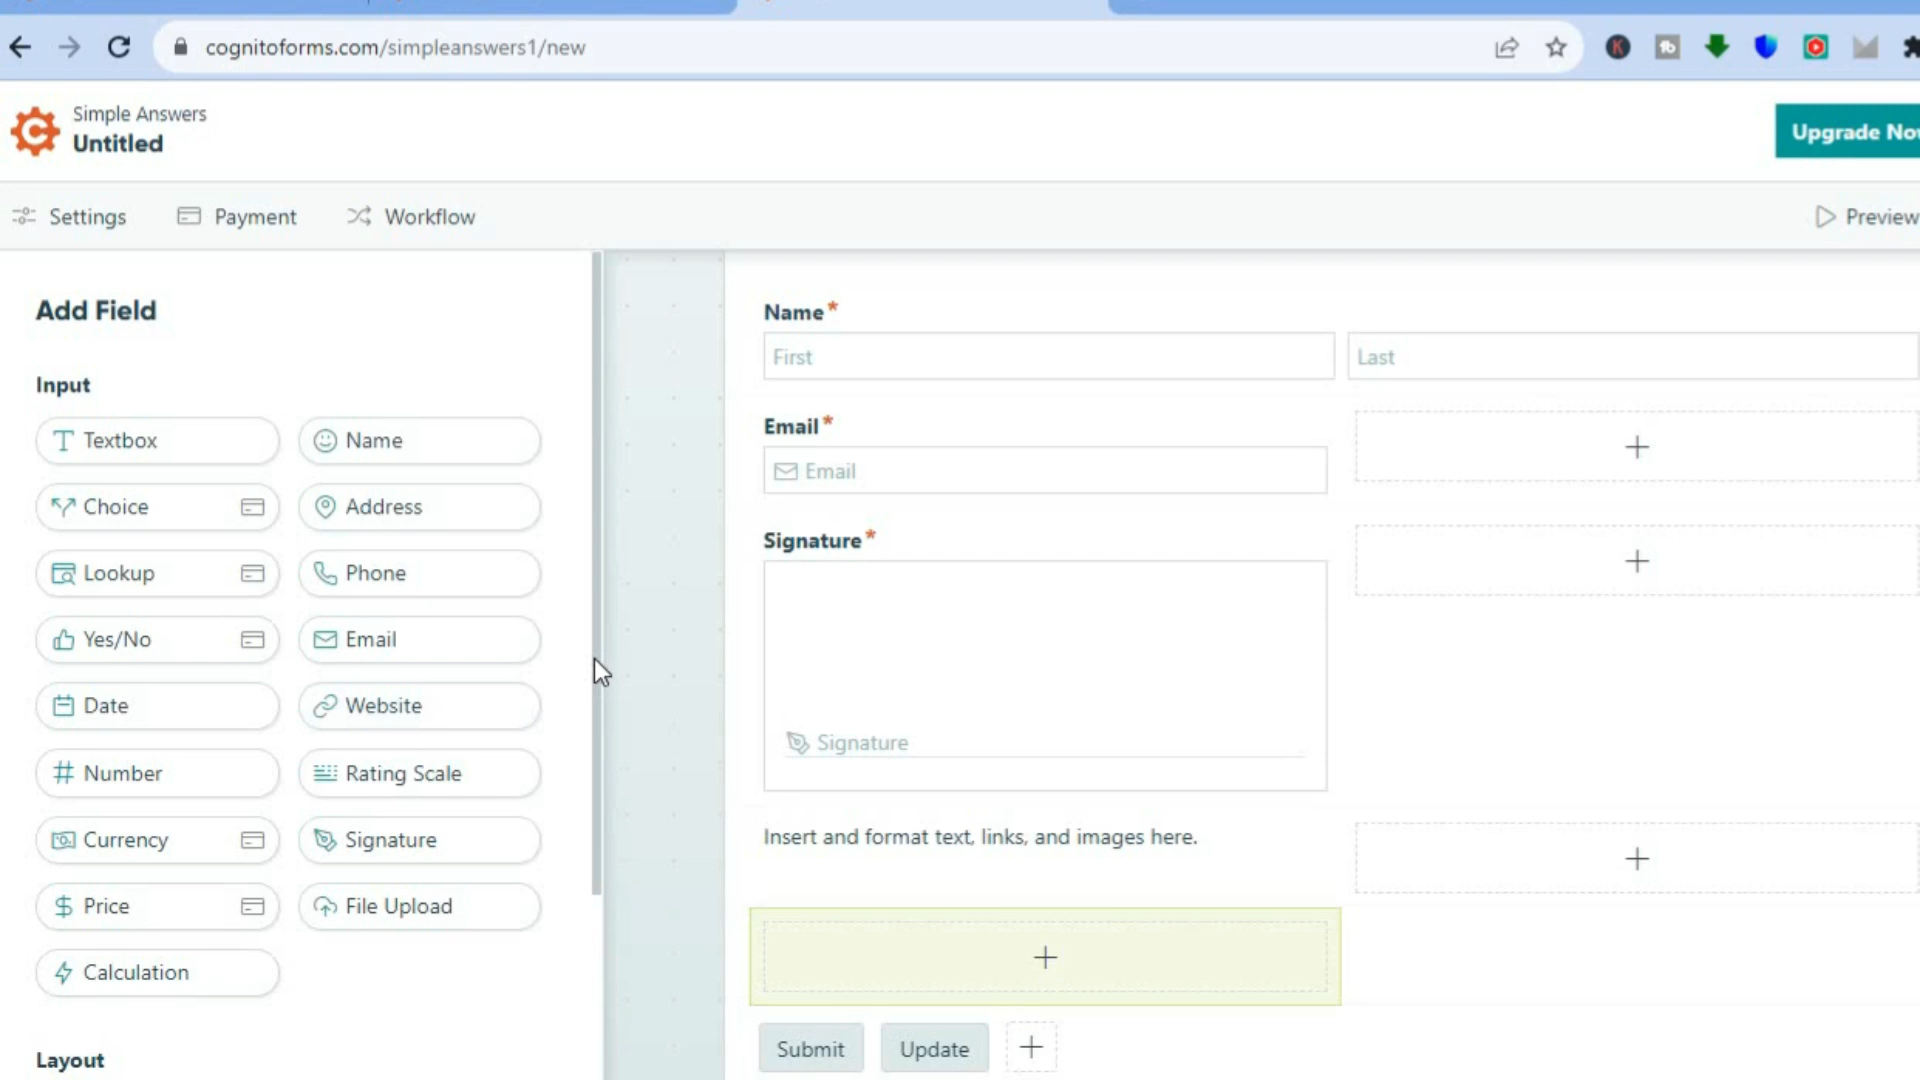 cognitoforms.com/simpleanswers1/new
Simple Answers
Untitled
Settings
Payment
Workflow
Preview
Add Field
Input
Textbox
Name
Choice
Address
Lookup
Phone
Yes/No
Email
Date
Website
Number
Rating Scale
Currency
Signature
Price
File Upload
Calculation
Layout
Upgrade
Name*
First
Last
Email*
Email
Signature*
Signature
Insert and format text, links, and images here.
Submit
Update